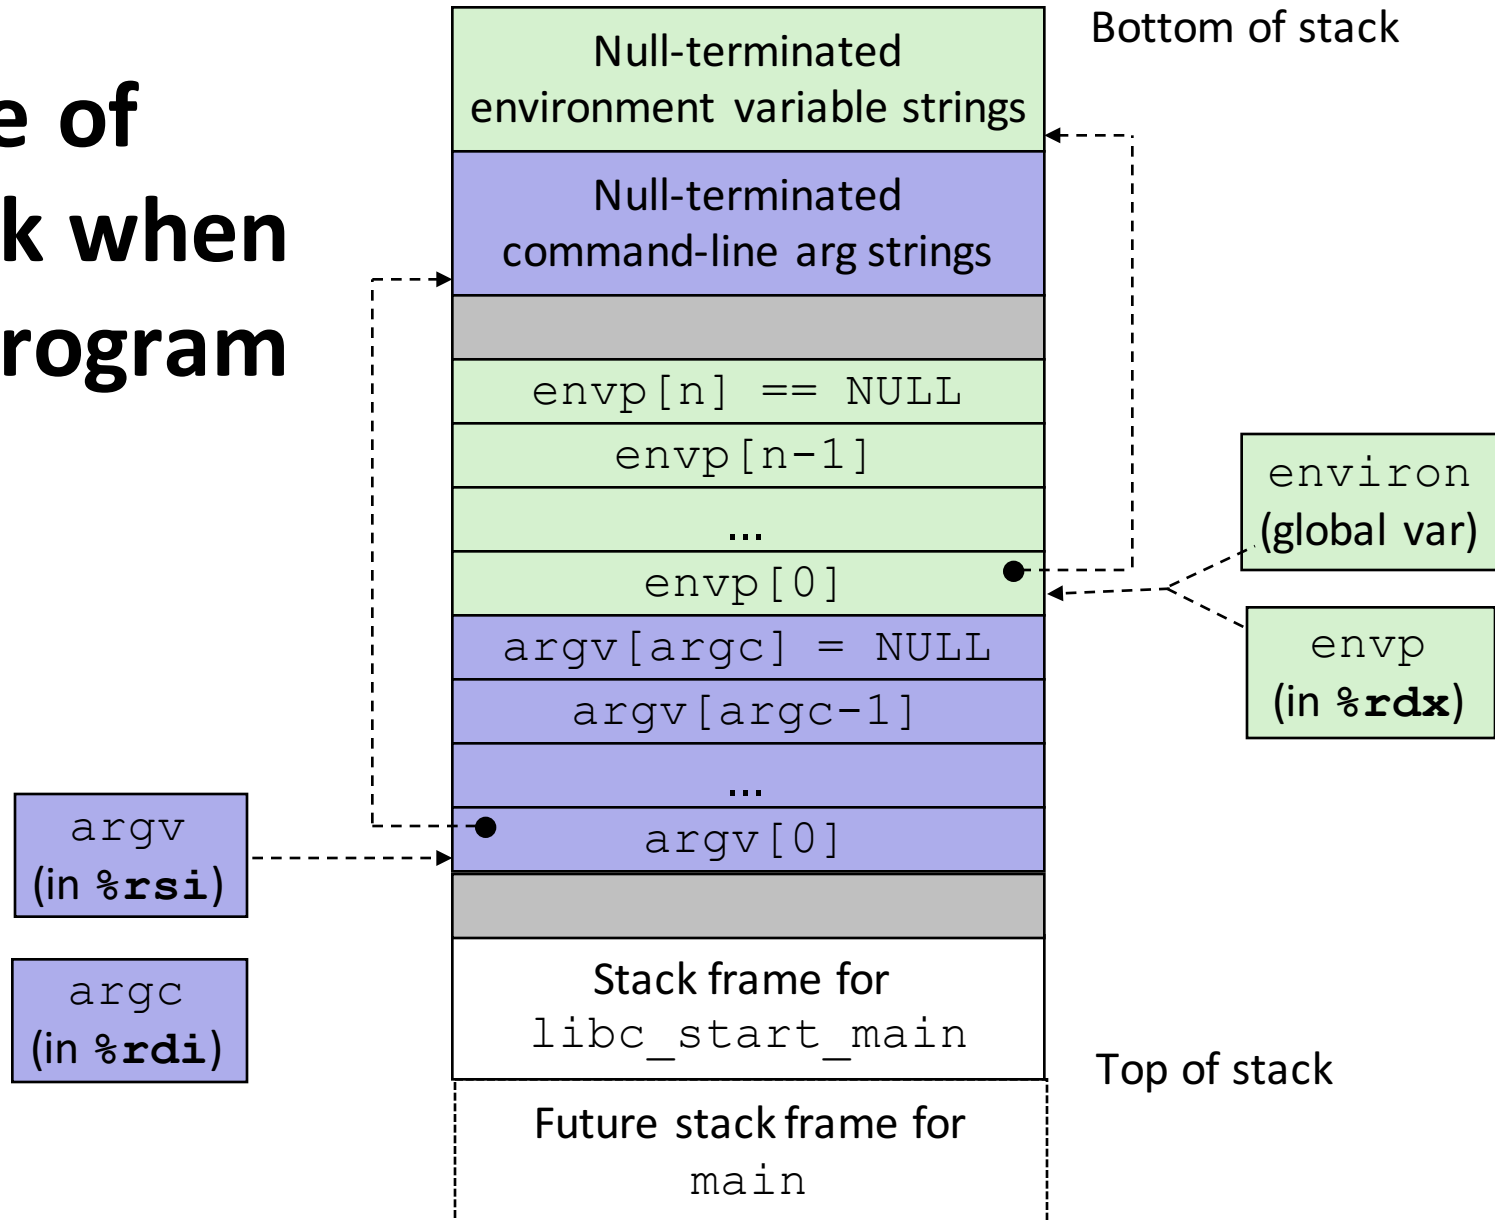 e of
k when
rogram
Bottom of stack
Null-terminated
environment variable strings
Null-terminated
command-line arg strings
envp[n] == NULL
envp[n-1]
...
envp[0]
argv[argc] = NULL
argv[argc-1]
...
argv[0]
environ
(global var)
envp
(in %rdx)
argv
(in %rsi)
argc
(in %rdi)
Stack frame for
libc_start_main
Top of stack
Future stack frame for
main